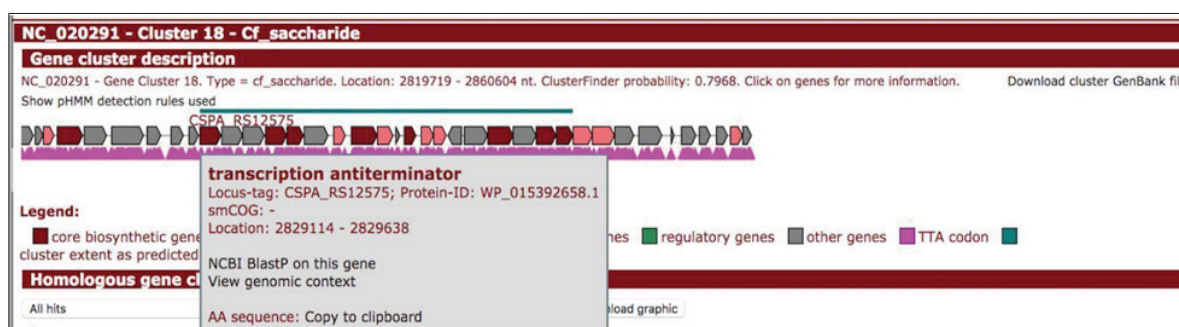 NC_020291 - Cluster 18 - Cf_saccharide
Gene cluster description
NC_020291 - Gene Cluster 18. Type = cf_saccharide. Location: 2819719 - 2860604 nt. ClusterFinder probability: 0.7968. Click on genes for more information. Download cluster GenBank fil
Show pHMM detection rules used
CSPA_RS12575
transcription antiterminator
Locus-tag: CSPA_RS12575; Protein-ID: WP_015392658.1
smCOG: -
Location: 2829114 - 2829638
Legend:
core biosynthetic gene nes regulatory genes other genes TTA codon
cluster extent as predicted
NCBI BlastP on this gene
View genomic context
Homologous gene cl
All hits nload graphic
AA sequence: Copy to clipboard